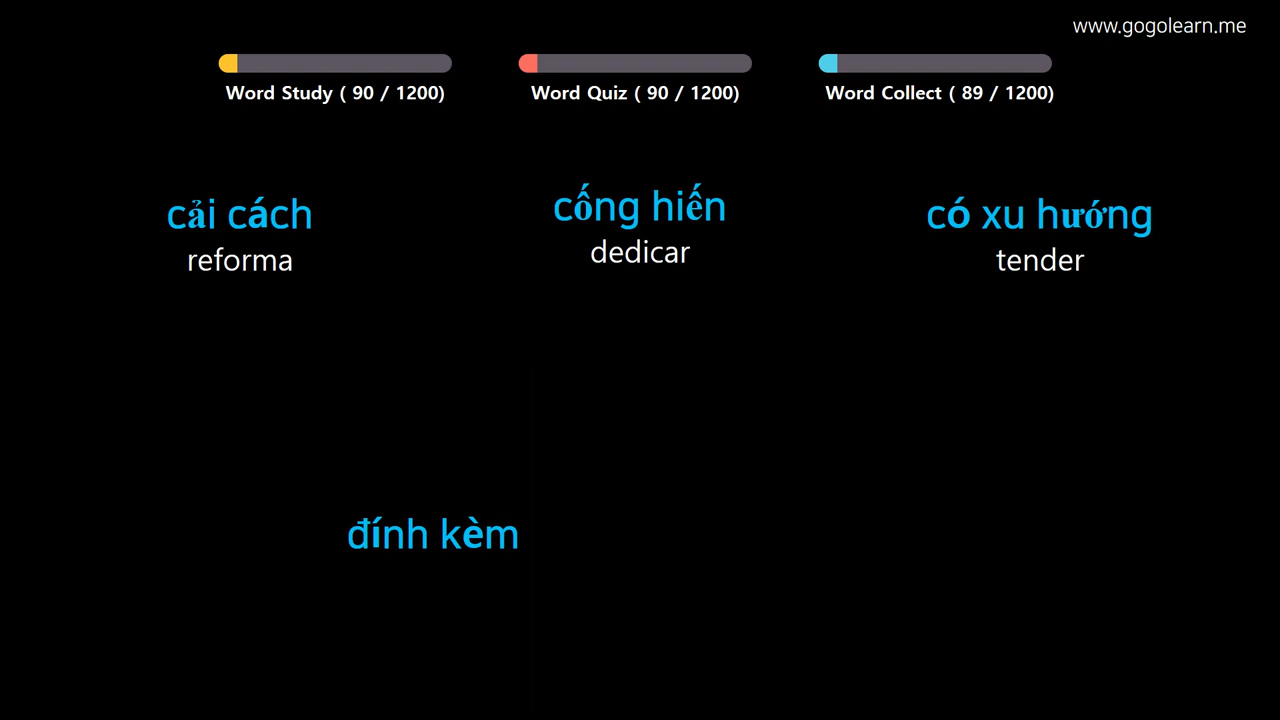 www.gogolearn.me
Word Study ( 90 / 1200)
Word Quiz ( 90 / 1200)
Word Collect ( 89 / 1200)
cải cách
reforma
cống hiến
dedicar
có xu hướng
tender
đính kèm